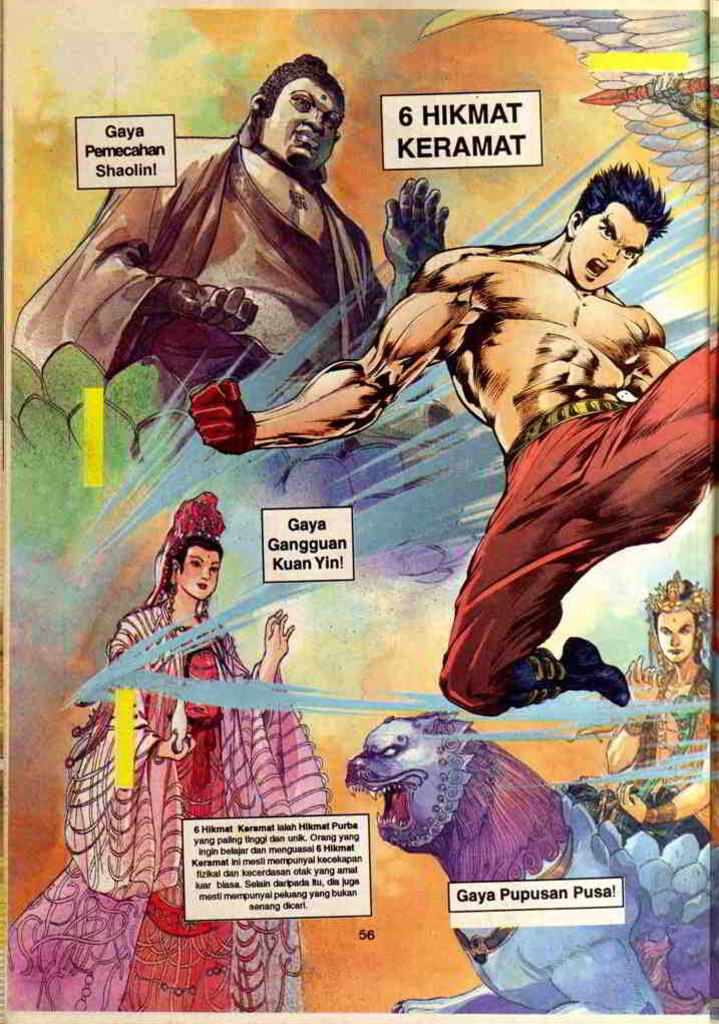 6 HIKMAT
KERAMAT
Gaya
Pemecahan
Shaolin!
Gaya
Gangguan
Kuan Yin!
6 Hikmat Keramat ialah Hikmat Purba
yang paling tinggi dan unik. Orang yang
ingin belajar dan menguasai 6 Hikmat
Keramat ini mesti mempunyai kecekapan
fizikal dan kecerdasan otak yang amat
luar biasa. Selain daripada itu, dia juga
mesti mempunyai peluang yang bukan
senang dicari.
Gaya Pupusan Pusa!
56